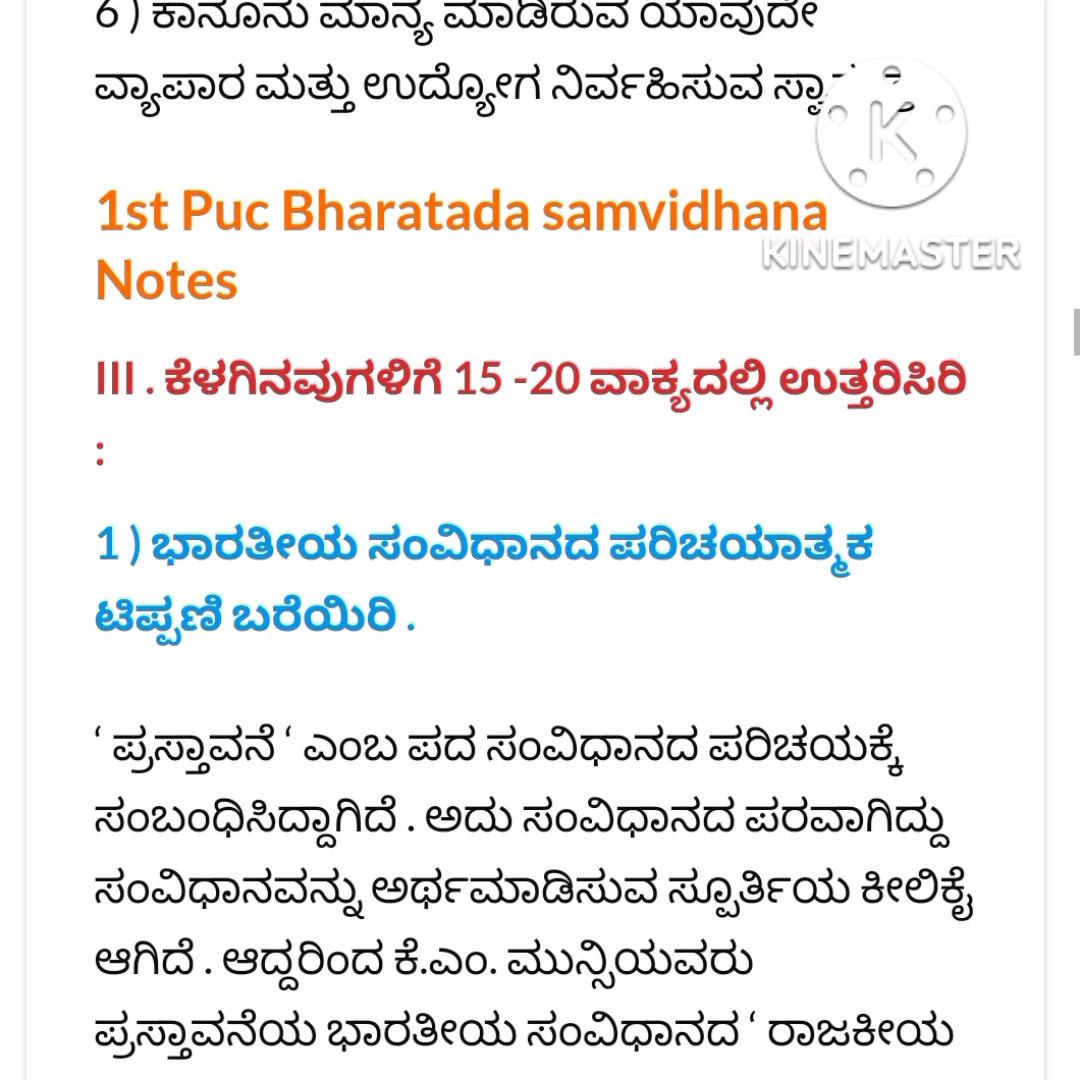 6 ) ಕಾನೂನು ಮಾನ್ಯ ಮಾಡಿರುವ ಯಾವುದೇ
ವ್ಯಾಪಾರ ಮತ್ತು ಉದ್ಯೋಗ ನಿರ್ವಹಿಸುವ
K
KINEMASTER
1st Puc Bharatada samvidhana
Notes
III . ಕೆಳಗಿನವುಗಳಿಗೆ 15 -20 ವಾಕ್ಯದಲ್ಲಿ ಉತ್ತರಿಸಿರಿ
:
1 ) ಭಾರತೀಯ ಸಂವಿಧಾನದ ಪರಿಚಯಾತ್ಮಕ
ಟಿಪ್ಪಣಿ ಬರೆಯಿರಿ .
‘ ಪ್ರಸ್ತಾವನೆ ‘ ಎಂಬ ಪದ ಸಂವಿಧಾನದ ಪರಿಚಯಕ್ಕೆ
ಸಂಬಂಧಿಸಿದ್ದಾಗಿದೆ . ಅದು ಸಂವಿಧಾನದ ಪರವಾಗಿದ್ದು
ಸಂವಿಧಾನವನ್ನು ಅರ್ಥಮಾಡಿಸುವ ಸ್ಪೂರ್ತಿಯ ಕೀಲಿಕೈ
ಆಗಿದೆ . ಆದ್ದರಿಂದ ಕೆ.ಎಂ. ಮುನ್ಸಿಯವರು
ಪ್ರಸ್ತಾವನೆಯ ಭಾರತೀಯ ಸಂವಿಧಾನದ ‘ ರಾಜಕೀಯ